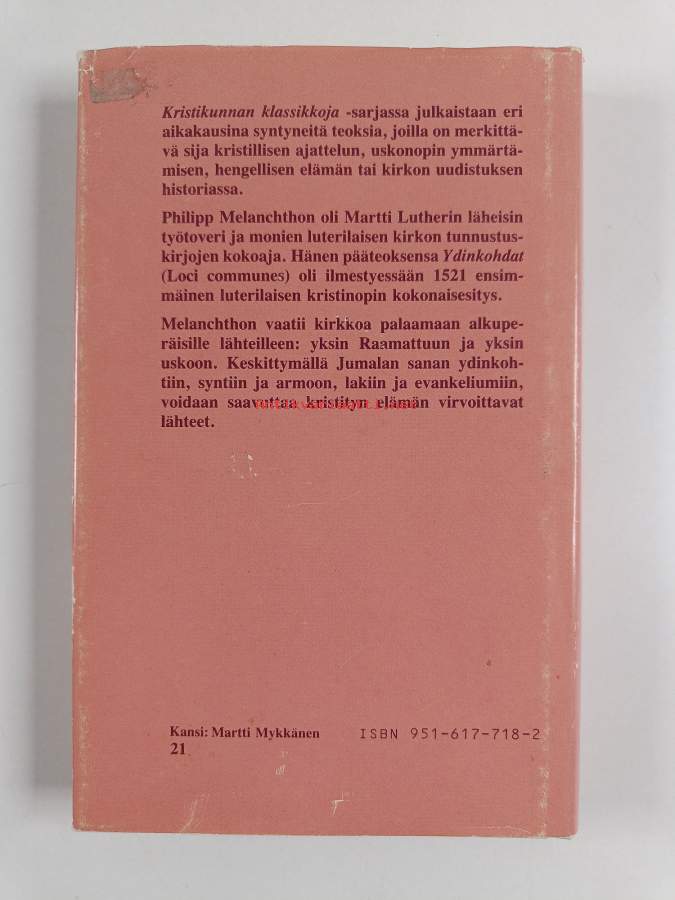 Kristikunnan klassikkoja -sarjassa julkaistaan eri
aikakausina syntyneitä teoksia, joilla on merkittä-
vä sija kristillisen ajattelun, uskonopin ymmärtä-
misen, hengellisen elämän tai kirkon uudistuksen
historiassa.
Philipp Melanchthon oli Martti Lutherin läheisin
työtoveri ja monien luterilaisen kirkon tunnustus-
kirjojen kokoaja. Hänen pääteoksensa Ydinkohdat
(Loci communes) oli ilmestyessään 1521 ensim-
mäinen luterilaisen kristinopin kokonaisesitys.
Melanchthon vaatii kirkkoa palaamaan alkupe-
räisille lähteilleen: yksin Raamattuun ja yksin
uskoon. Keskittymällä Jumalan sanan ydinkoh-
tiin, syntiin ja armoon, lakiin ja evankeliumiin,
voidaan saavuttaa kristityn elämän virvoittavat
lähteet.
Kansi: Martti Mykkänen
21
ISBN 951-617-718-2